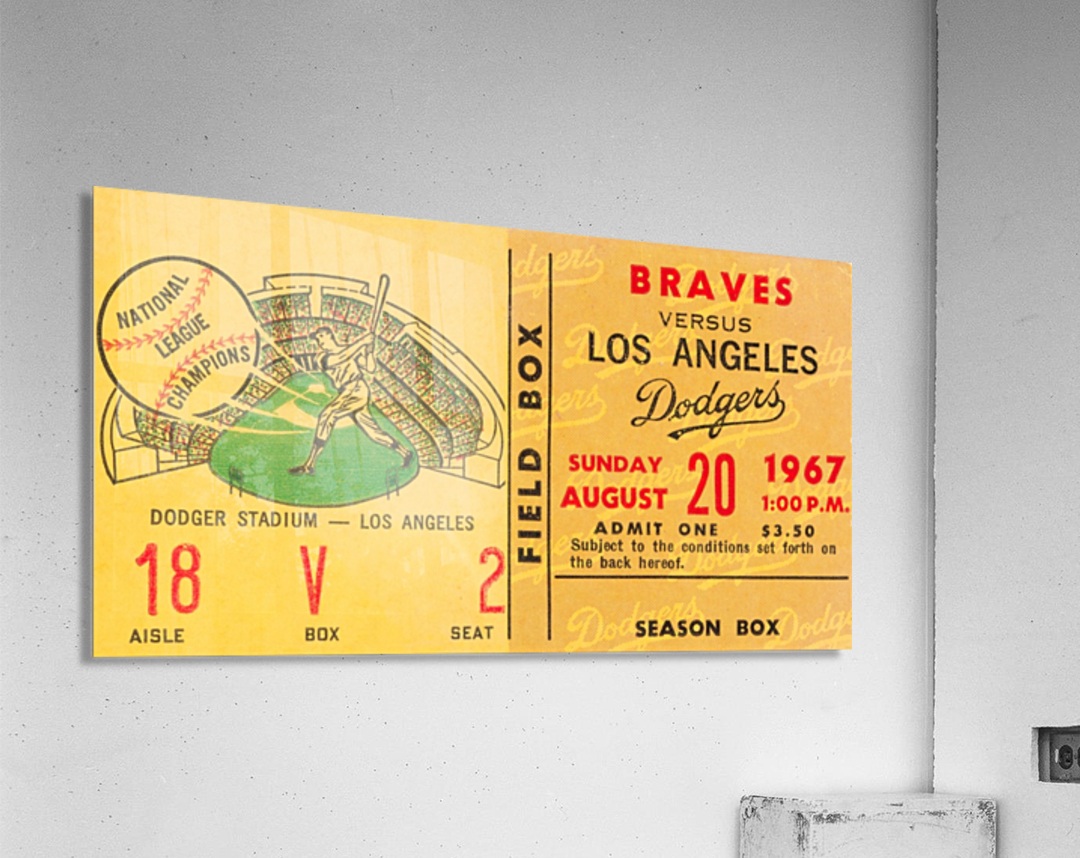 NATIONAL
LEAGUE
CHAMPIONS
DODGER STADIUM — LOS ANGELES
18 V 2
AISLE BOX SEAT
FIELD BOX
BRAVES
VERSUS
LOS ANGELES
Dodgers
SUNDAY
AUGUST
20
1967
1:00 P.M.
ADMIT ONE $3.50
Subject to the conditions set forth on
the back hereof.
SEASON BOX